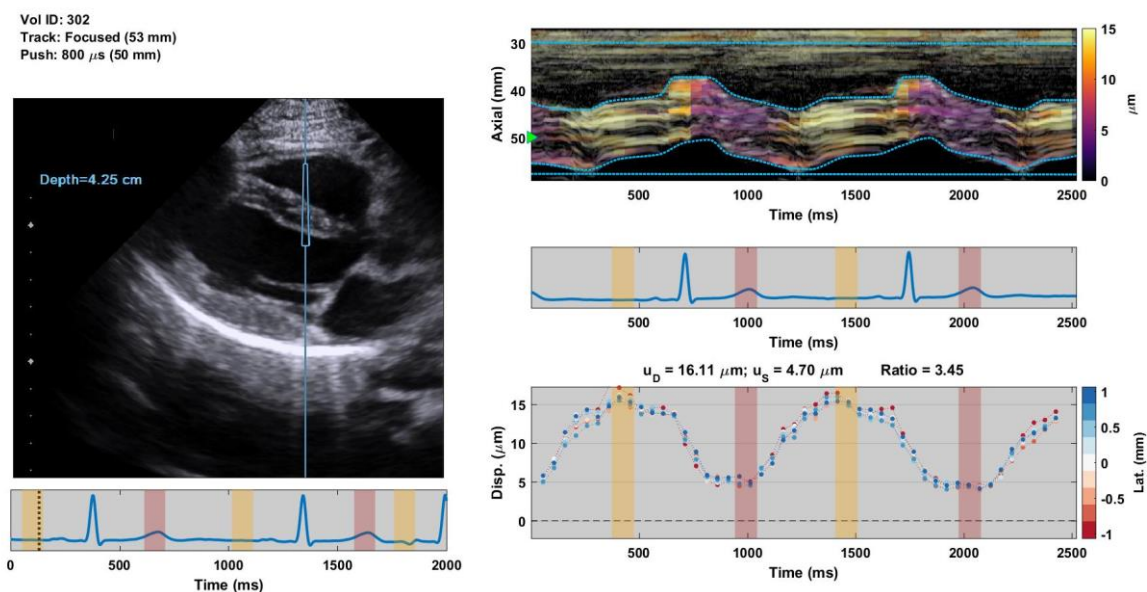 Vol ID: 302
Track: Focused (53 mm)
Push: 800 μs (50 mm)
Depth=4.25 cm
0 500 1000 1500 2000
Time (ms)
Axial (mm)
30
40
50
500 1000 1500 2000 2500
Time (ms)
15
10
5
0
μm
500 1000 1500 2000 2500
Time (ms)
u_D = 16.11 μm; u_S = 4.70 μm Ratio = 3.45
Disp. (μm)
15
10
5
0
0 500 1000 1500 2000 2500
Time (ms)
1
0.5
0
-0.5
-1
Lat. (mm)